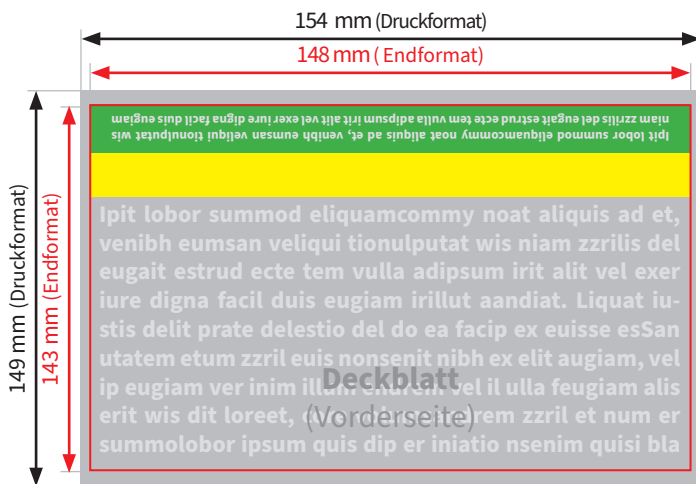 154 mm (Druckformat)
148 mm ( Endformat)
149 mm (Druckformat)
143 mm (Endformat)
Ipit lobor summod eliquamcommy noat aliquis ad et, venibh eumsan veliqui tionulputat wis
niam zzrilis del eugait estrud ecte tem vulla adipsum irit alit vel exer iure digna facil duis eugiam
Ipit lobor summod eliquamcommy noat aliquis ad et,
venibh eumsan veliqui tionulputat wis niam zzrilis del
eugait estrud ecte tem vulla adipsum irit alit vel exer
iure digna facil duis eugiam irillut aandiat. Liquat iu-
stis delit prate delestio del do ea facip ex euisse esSan
utatem etum zzril euis nonsenit nibh ex elit augiam, vel
ip eugiam ver inim vel il ulla feugiam alis
erit wis dit loreet, zzril et num er
summolobor ipsum quis dip er iniatio nsenim quisi bla
Deckblatt
(Vorderseite)